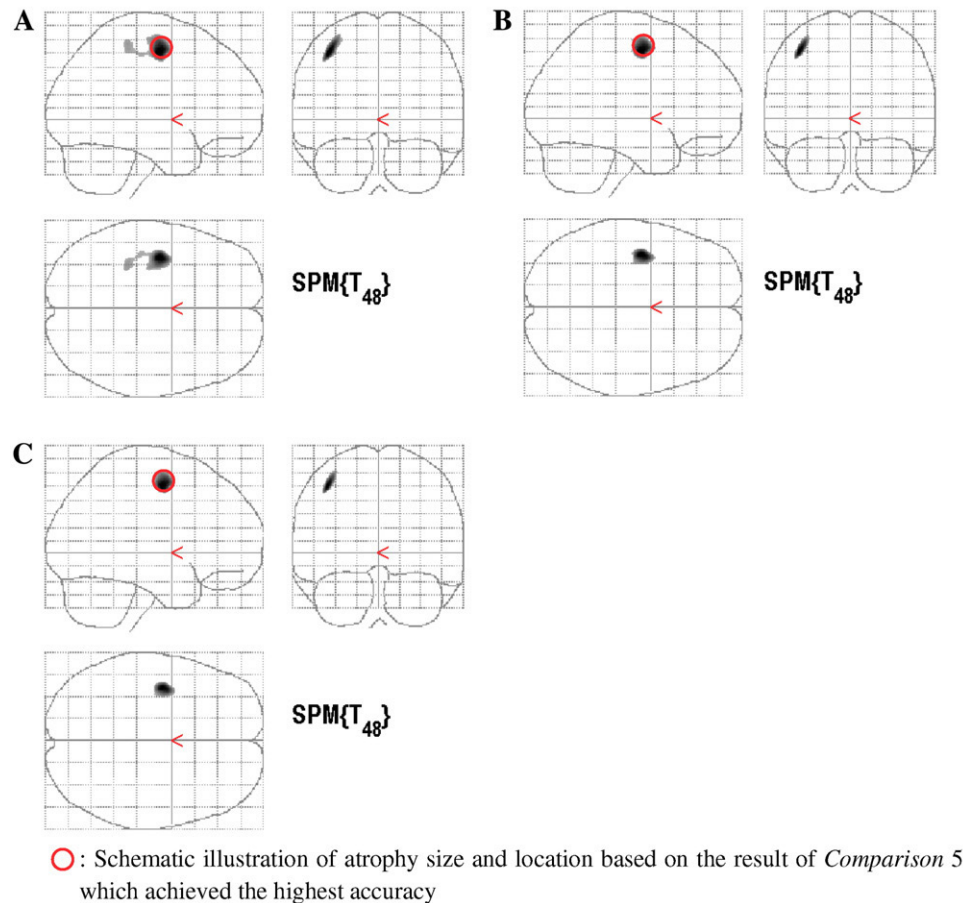 A
B
SPM{T48}
SPM{T48}
C
SPM{T48}
: Schematic illustration of atrophy size and location based on the result of Comparison 5
which achieved the highest accuracy